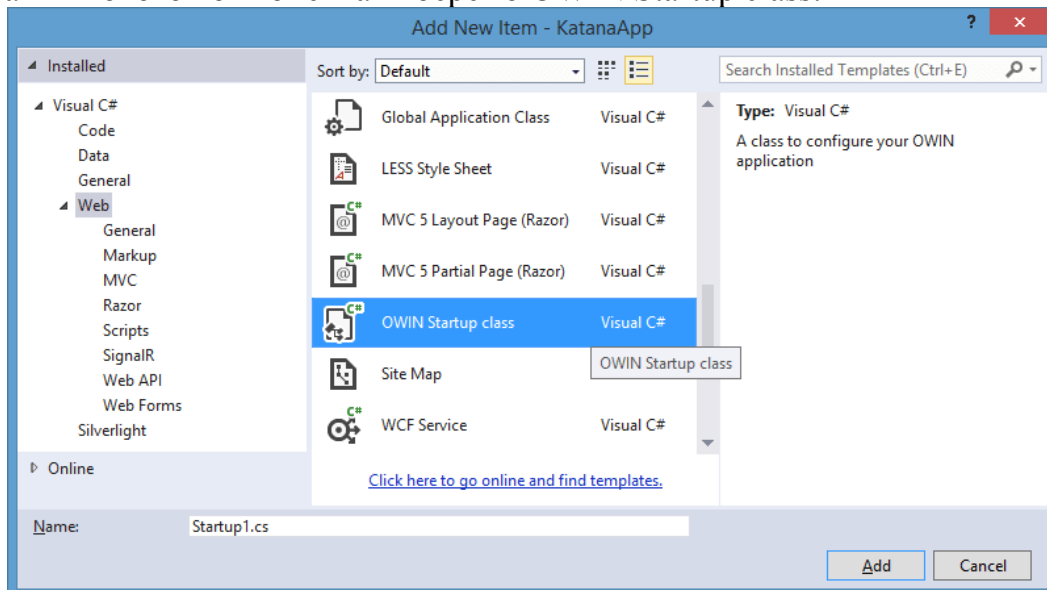 OWIN Startup class.
Add New Item - KatanaApp
?
Installed
Sort by: Default
Search Installed Templates (Ctrl+E)
Visual C#
Code
Data
General
Web
General
Markup
MVC
Razor
Scripts
SignalR
Web API
Web Forms
Silverlight
Online
Global Application Class Visual C#
LESS Style Sheet Visual C#
MVC 5 Layout Page (Razor) Visual C#
MVC 5 Partial Page (Razor) Visual C#
OWIN Startup class Visual C#
OWIN Startup class
Site Map
WCF Service Visual C#
Click here to go online and find templates.
Type: Visual C#
A class to configure your OWIN
application
Name: Startup1.cs
Add Cancel